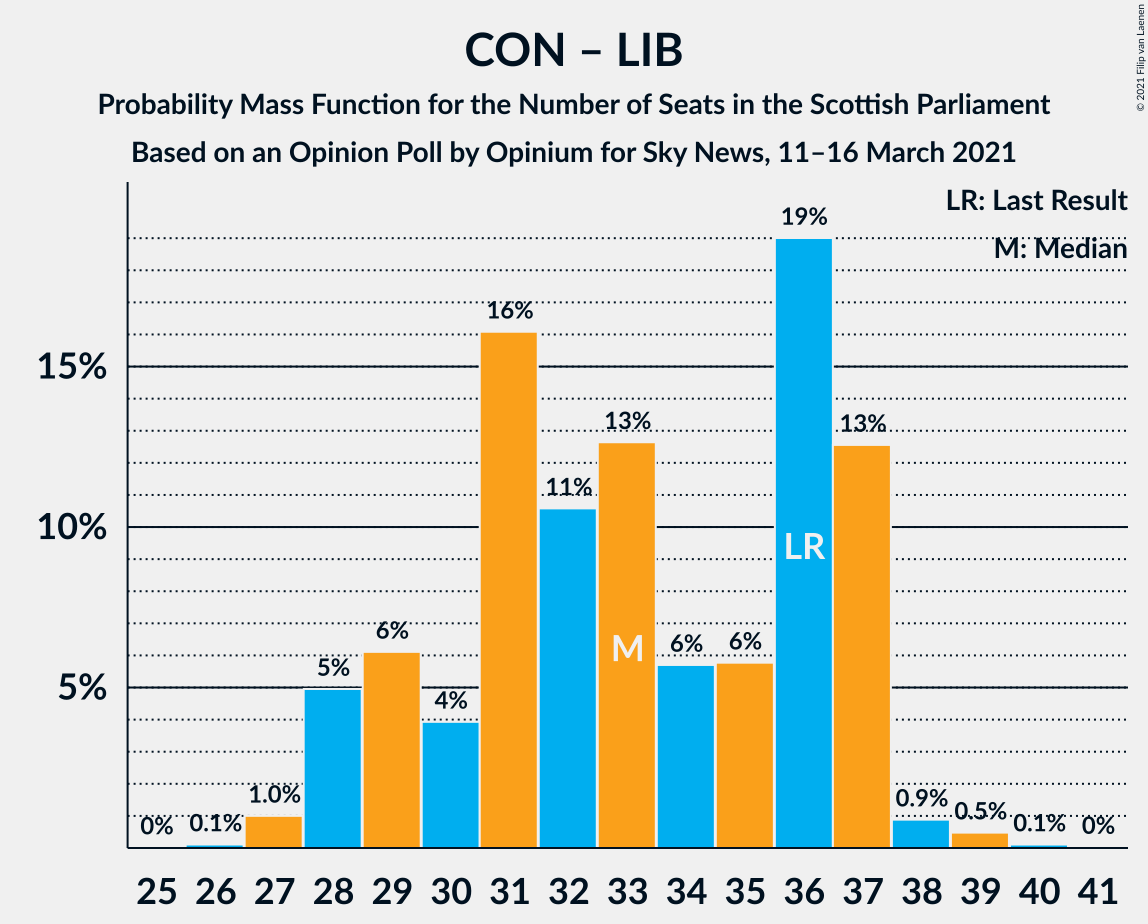 CON – LIB
Probability Mass Function for the Number of Seats in the Scottish Parliament
Based on an Opinion Poll by Opinium for Sky News, 11–16 March 2021
© 2021 Filip van Laenen
LR: Last Result
M: Median
15%
10%
5%
0%
0.1%
1.0%
5%
6%
4%
16%
11%
13%
6%
6%
19%
13%
0.9%
0.5%
0.1%
0%
M
LR
25 26 27 28 29 30 31 32 33 34 35 36 37 38 39 40 41